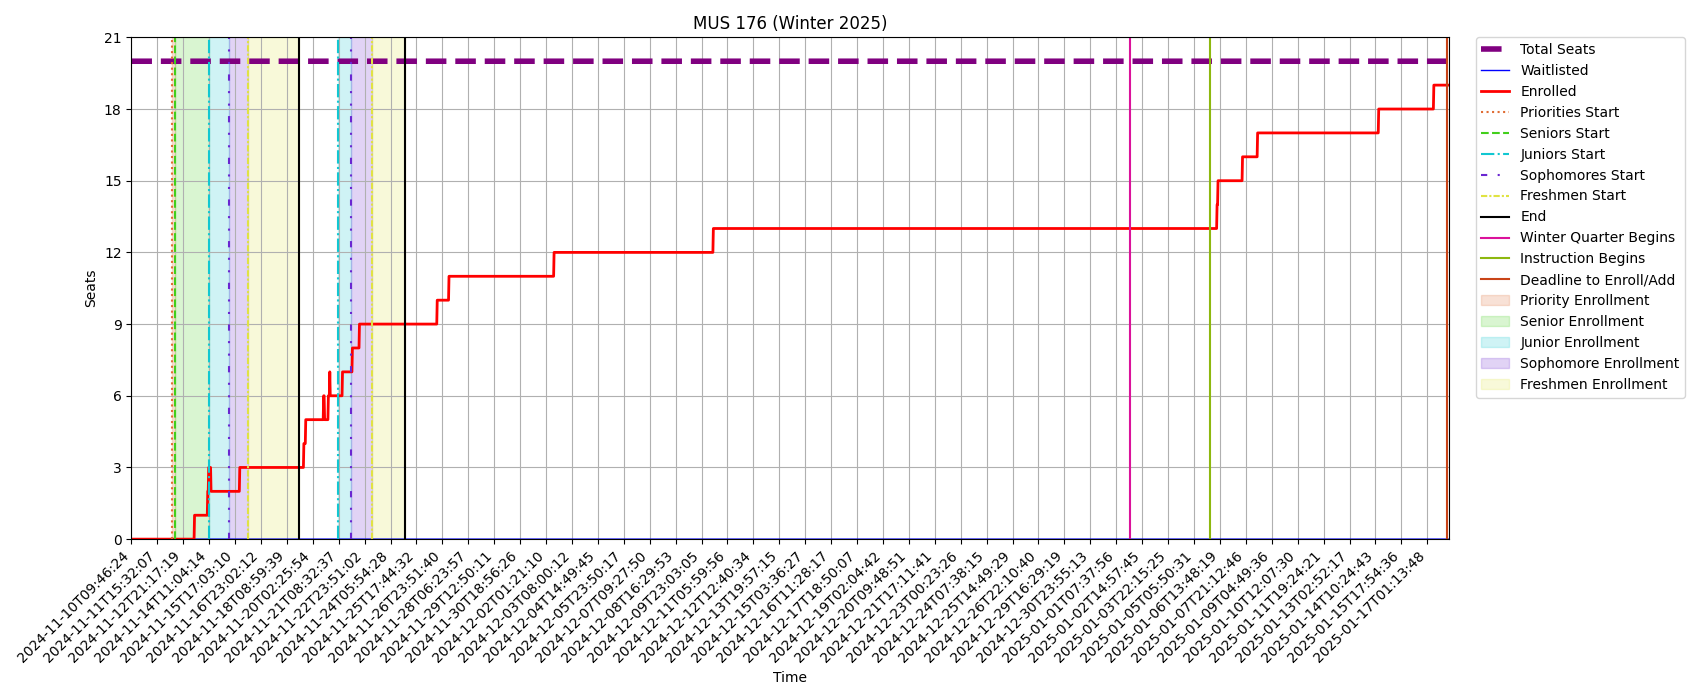 MUS 176 (Winter 2025)
21
18
15
12
9
6
3
0
Seats
2024-11-10T09:46:24
2024-11-11T15:32:07
2024-11-12T21:17:19
2024-11-14T11:04:14
2024-11-15T17:03:10
2024-11-16T23:02:12
2024-11-18T08:59:39
2024-11-20T02:25:54
2024-11-21T08:32:37
2024-11-22T23:51:02
2024-11-24T05:54:28
2024-11-25T17:44:32
2024-11-26T23:51:40
2024-11-28T06:23:57
2024-11-29T12:50:11
2024-11-30T18:56:26
2024-12-02T01:21:10
2024-12-03T08:00:12
2024-12-04T14:49:45
2024-12-05T23:50:17
2024-12-07T09:27:50
2024-12-08T16:29:53
2024-12-09T23:03:05
2024-12-11T05:59:56
2024-12-12T12:40:34
2024-12-13T19:57:15
2024-12-15T03:36:27
2024-12-16T11:28:17
2024-12-17T18:50:07
2024-12-19T02:04:42
2024-12-20T09:48:51
2024-12-21T17:11:41
2024-12-23T00:23:26
2024-12-24T07:38:15
2024-12-25T14:49:29
2024-12-26T22:10:40
2024-12-29T16:29:19
2024-12-30T23:55:13
2025-01-01T07:37:56
2025-01-02T14:57:45
2025-01-03T22:15:25
2025-01-05T05:50:31
2025-01-06T13:48:19
2025-01-07T21:12:46
2025-01-09T04:49:36
2025-01-10T12:07:30
2025-01-11T19:24:21
2025-01-13T02:52:17
2025-01-14T10:24:43
2025-01-15T17:54:36
2025-01-17T01:13:48
Time
Total Seats
Waitlisted
Enrolled
Priorities Start
Seniors Start
Juniors Start
Sophomores Start
Freshmen Start
End
Winter Quarter Begins
Instruction Begins
Deadline to Enroll/Add
Priority Enrollment
Senior Enrollment
Junior Enrollment
Sophomore Enrollment
Freshmen Enrollment